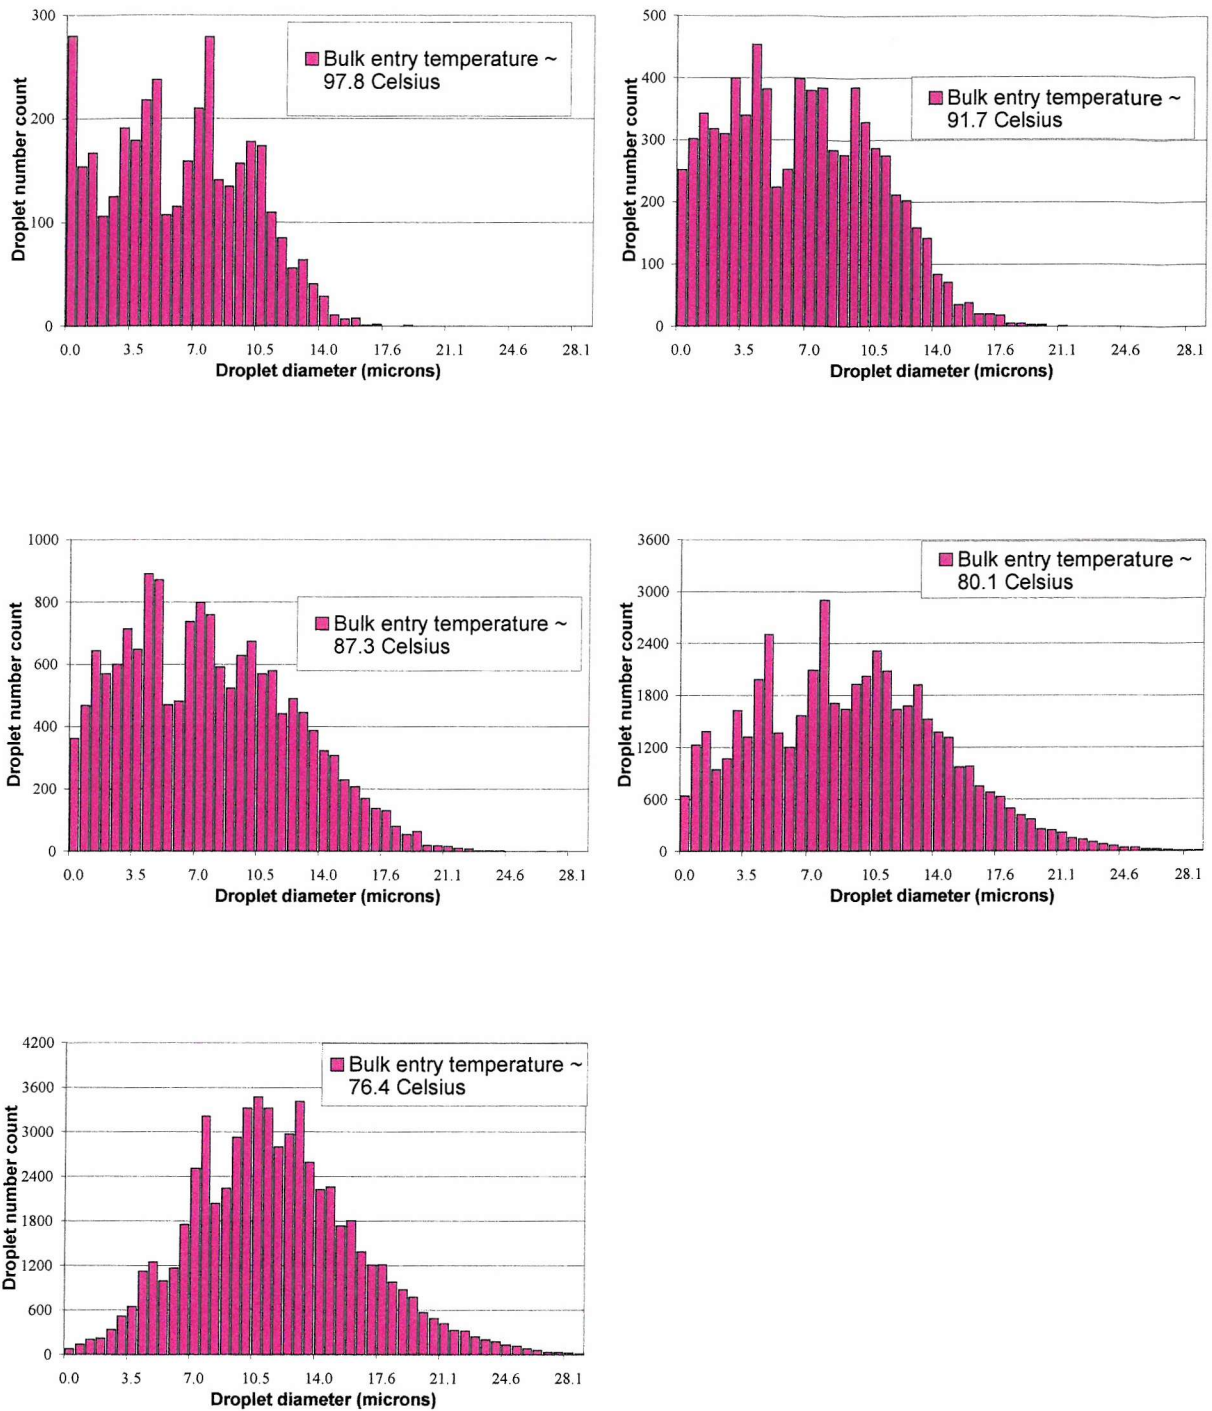 300
200
100
0
Droplet number count
Bulk entry temperature ~
97.8 Celsius
0.0 3.5 7.0 10.5 14.0 17.6 21.1 24.6 28.1
Droplet diameter (microns)
500
400
300
200
100
0
Droplet number count
Bulk entry temperature ~
91.7 Celsius
0.0 3.5 7.0 10.5 14.0 17.6 21.1 24.6 28.1
Droplet diameter (microns)
1000
800
600
400
200
0
Droplet number count
Bulk entry temperature ~
87.3 Celsius
0.0 3.5 7.0 10.5 14.0 17.6 21.1 24.6 28.1
Droplet diameter (microns)
3600
3000
2400
1800
1200
600
0
Droplet number count
Bulk entry temperature ~
80.1 Celsius
0.0 3.5 7.0 10.5 14.0 17.6 21.1 24.6 28.1
Droplet diameter (microns)
4200
3600
3000
2400
1800
1200
600
0
Droplet number count
Bulk entry temperature ~
76.4 Celsius
0.0 3.5 7.0 10.5 14.0 17.6 21.1 24.6 28.1
Droplet diameter (microns)